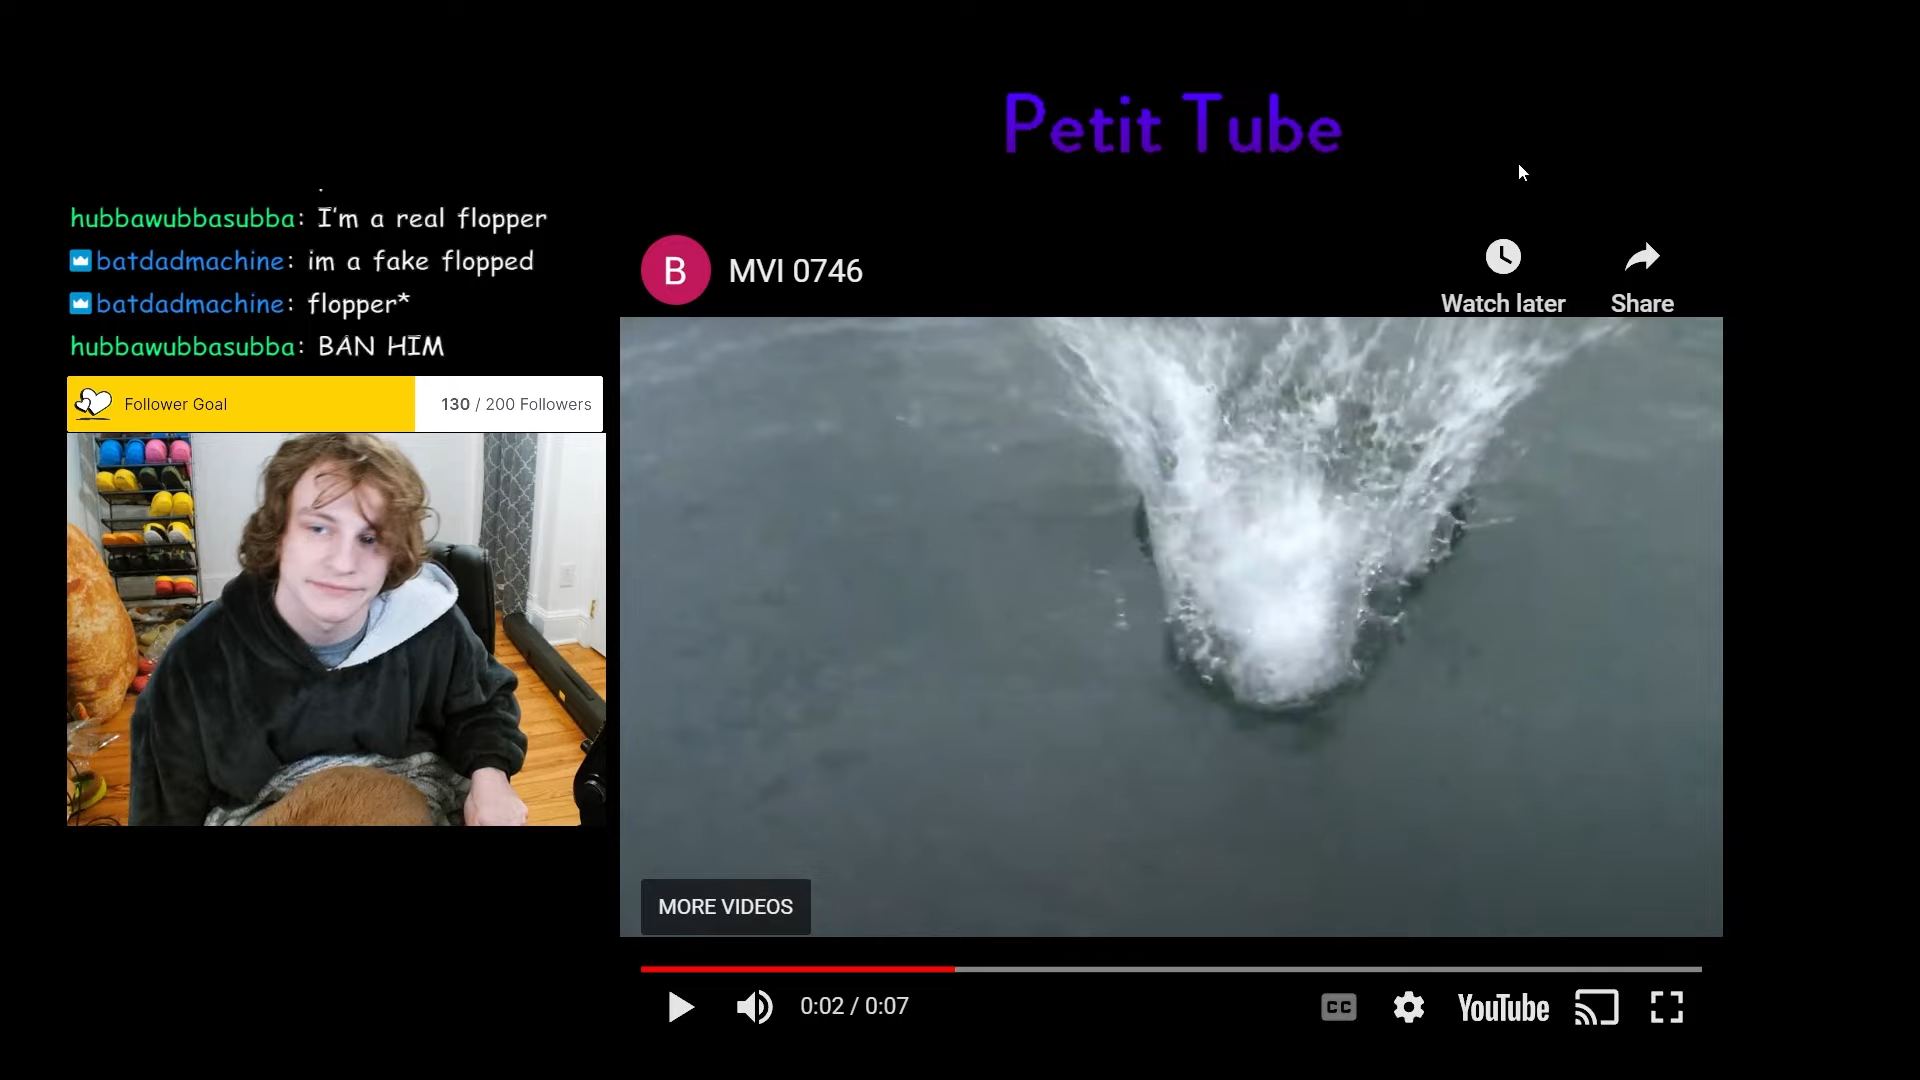 Petit Tube
hubbawubbasubba: I'm a real flopper
batdadmachine: im a fake flopped
batdadmachine: flopper*
hubbawubbasubba: BAN HIM
Follower Goal
130 / 200 Followers
B
MVI 0746
Watch later
Share
MORE VIDEOS
0:02 / 0:07
CC
YouTube